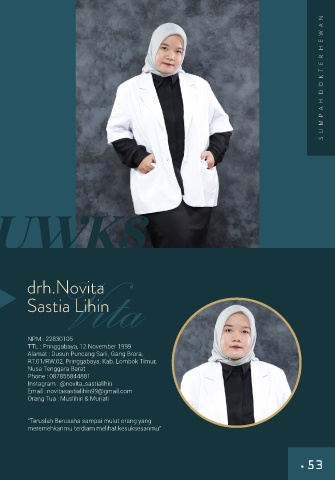 SUMPAH DOKTER HEWAN
UWKS
drh.Novita
Sastia Lihin
Vita
NPM : 22830105
TTL : Pringgabaya, 12 November 1999
Alamat : Dusun Puncang Sari, Gang Brora,
RT.01/RW.02, Pringgabaya, Kab. Lombok Timur,
Nusa Tenggara Barat
Phone : 087855844881
Instagram : @novita_sastialihin
Email : novitasastialihin99@gmail.com
Orang Tua : Muslihin & Muriati
"Teruslah Berusaha sampai mulut orang yang
meremehkanmu terdiam melihat kesuksesanmu"
• 53